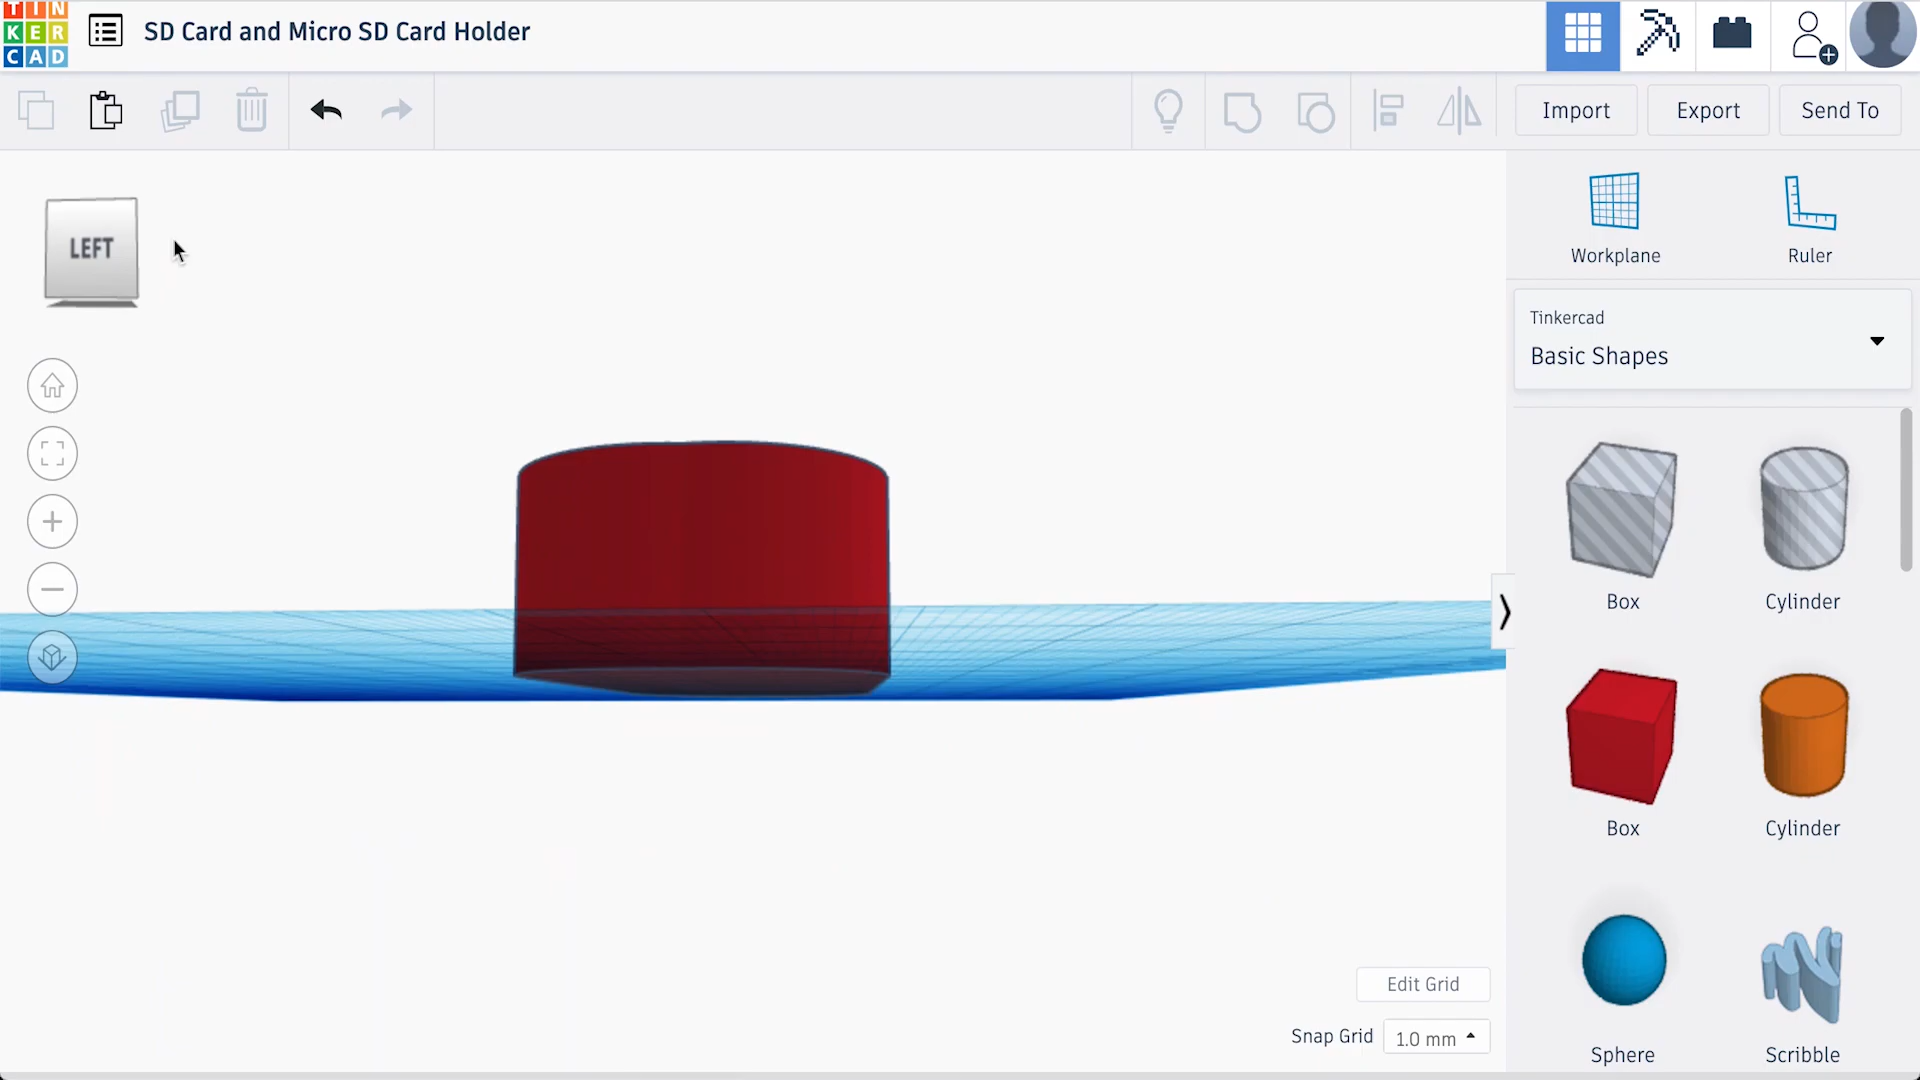 TIN
KER
CAD
SD Card and Micro SD Card Holder
Import
Export
Send To
LEFT
Workplane
Ruler
Tinkercad
Basic Shapes
Box
Cylinder
Box
Cylinder
Edit Grid
Snap Grid
1.0 mm
Sphere
Scribble